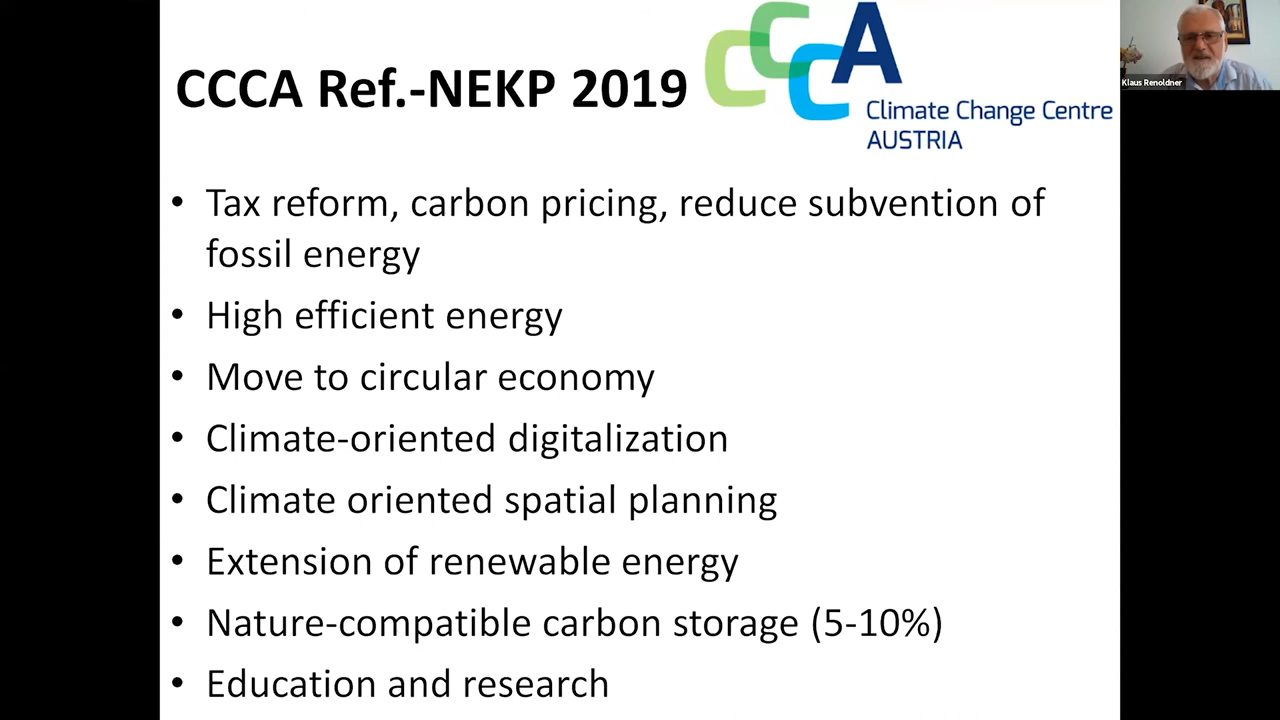 CCCA Ref.-NEKP 2019
CCCA
Climate Change Centre
AUSTRIA
Klaus Renoldner
• Tax reform, carbon pricing, reduce subvention of
fossil energy
• High efficient energy
• Move to circular economy
• Climate-oriented digitalization
• Climate oriented spatial planning
• Extension of renewable energy
• Nature-compatible carbon storage (5-10%)
• Education and research